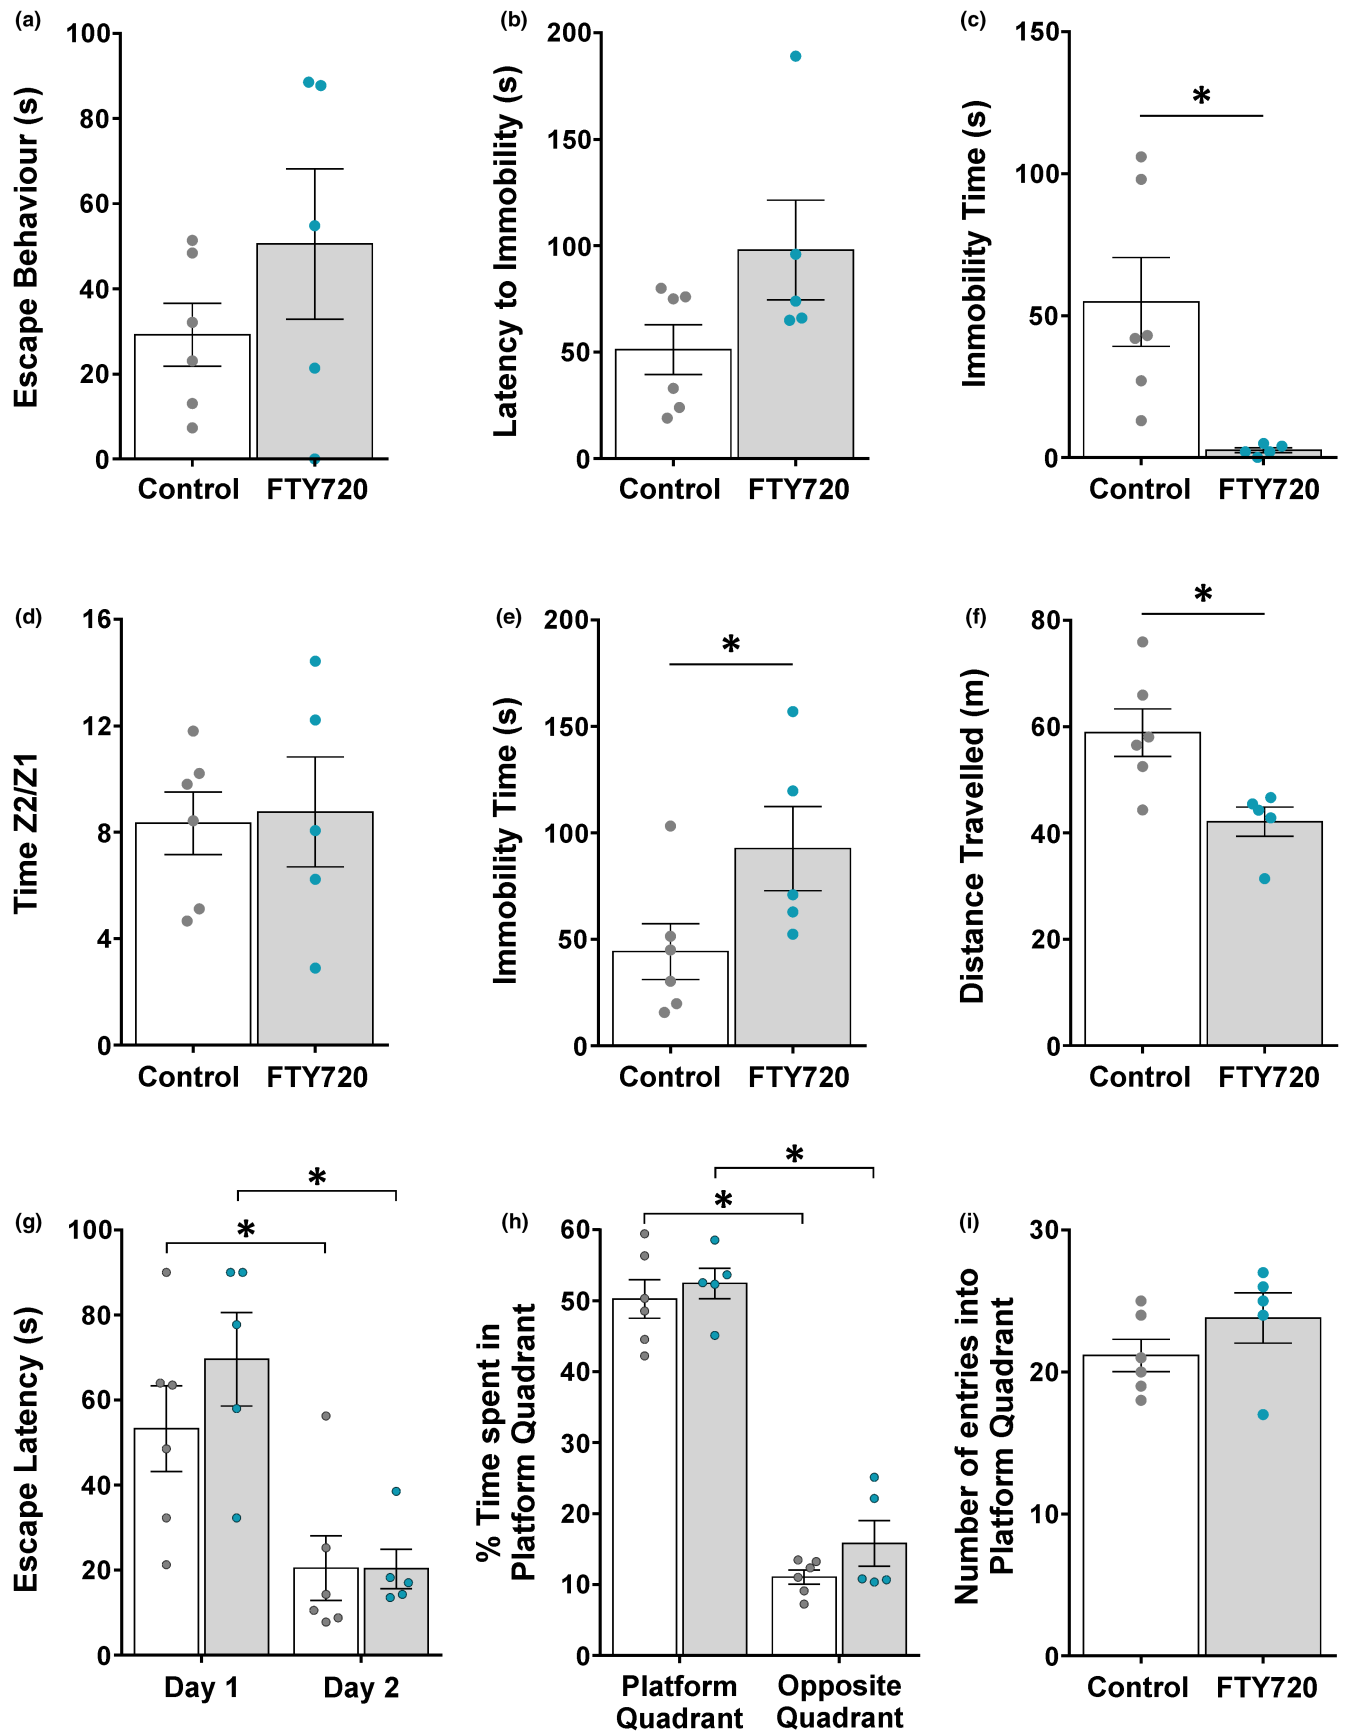 (a)
Escape Behaviour (s)
100
80
60
40
20
0
Control FTY720
(b)
Latency to Immobility (s)
200
150
100
50
0
Control FTY720
(c)
Immobility Time (s)
150
100
50
0
*
Control FTY720
(d)
Time Z2/Z1
16
12
8
4
0
Control FTY720
(e)
Immobility Time (s)
200
150
100
50
0
*
Control FTY720
(f)
Distance Travelled (m)
80
60
40
20
0
*
Control FTY720
(g)
Escape Latency (s)
100
80
60
40
20
0
*
*
Day 1 Day 2
(h)
% Time spent in
Platform Quadrant
60
50
40
30
20
10
0
*
*
Platform
Quadrant
Opposite
Quadrant
(i)
Number of entries into
Platform Quadrant
30
20
10
0
Control FTY720